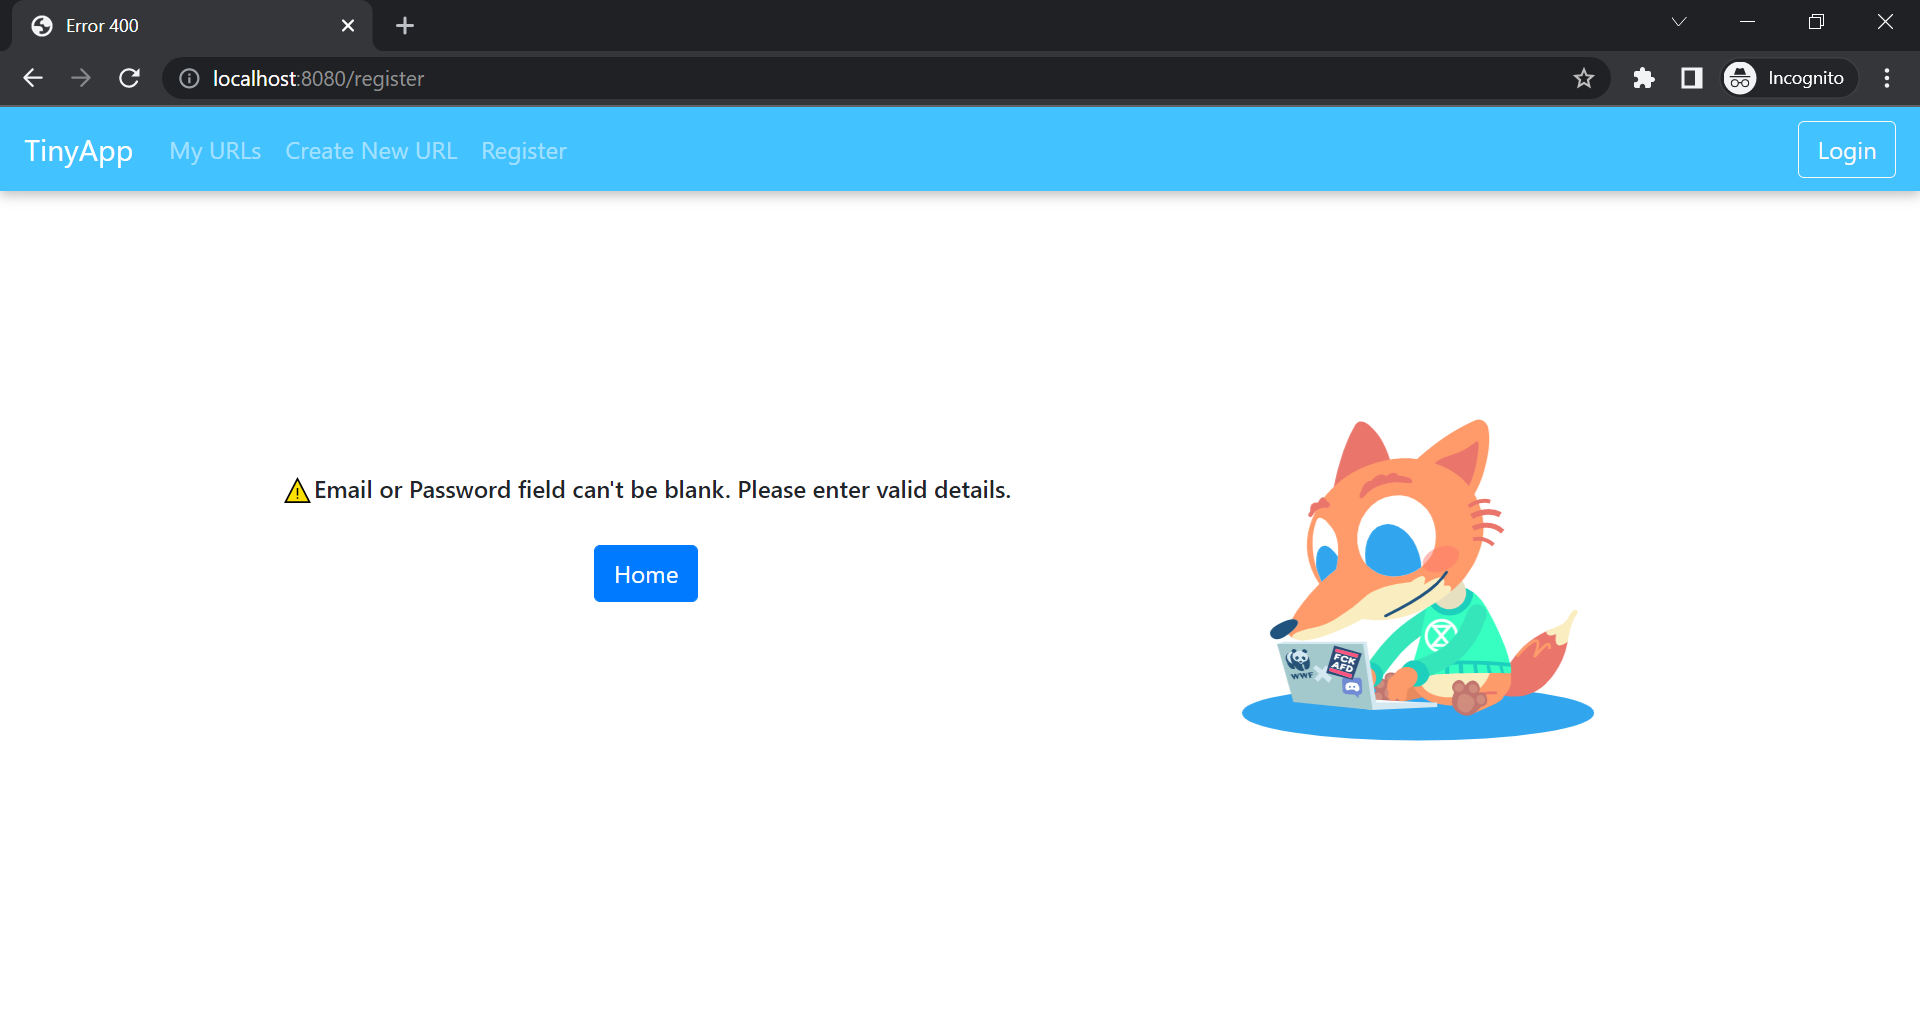 Error 400
localhost:8080/register
Incognito
TinyApp My URLs Create New URL Register Login
⚠Email or Password field can't be blank. Please enter valid details.
Home
WWF
FCK
AFD